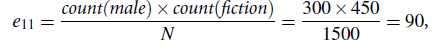 e₁₁ = count(male) × count(fiction) / N = 300 × 450 / 1500 = 90,